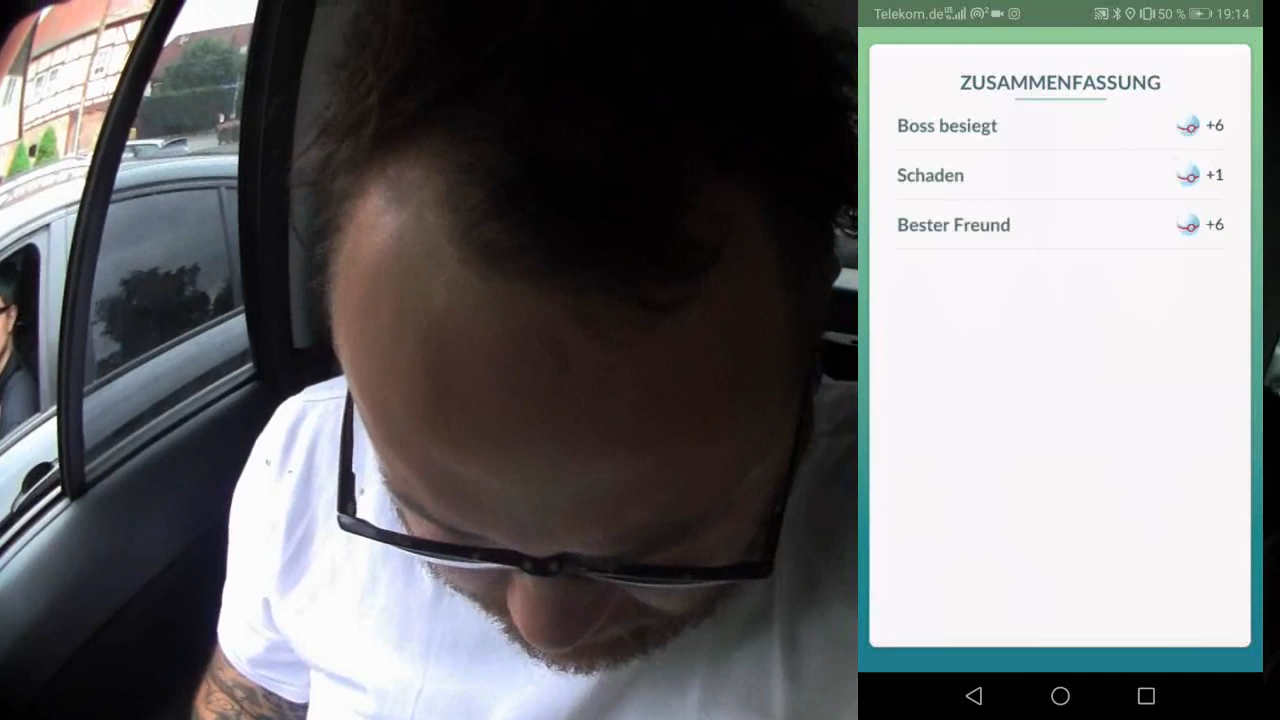 Telekom.de 50 % 19:14
ZUSAMMENFASSUNG
Boss besiegt +6
Schaden +1
Bester Freund +6